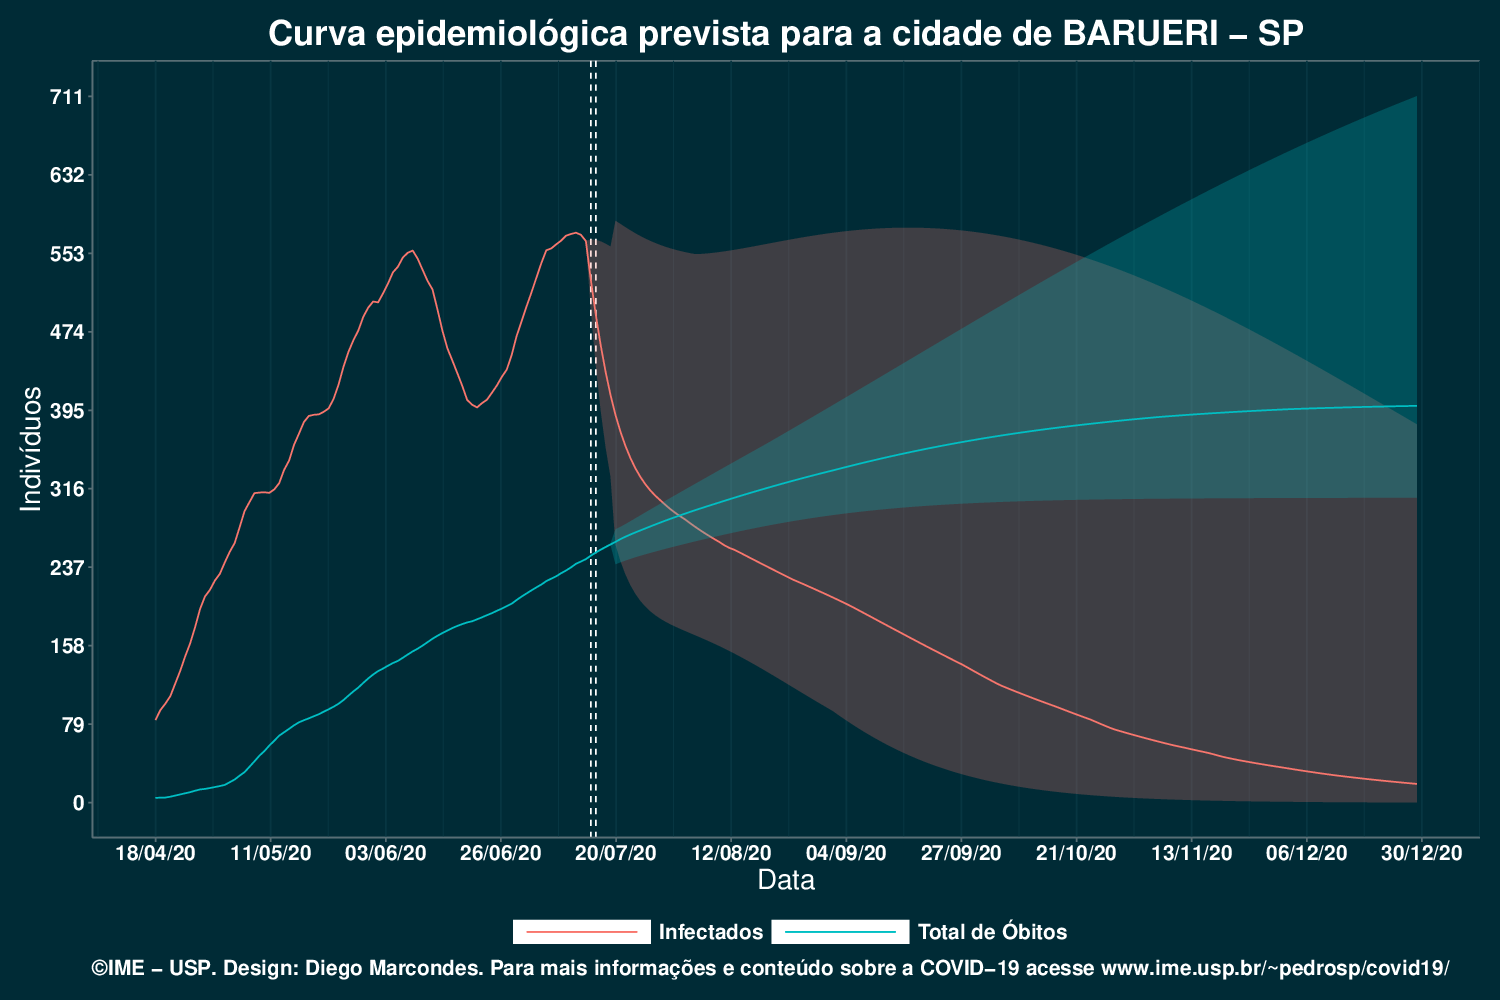 Curva epidemiológica prevista para a cidade de BARUERI – SP
Indivíduos
711
632
553
474
395
316
237
158
79
0
18/04/20 11/05/20 03/06/20 26/06/20 20/07/20 12/08/20 04/09/20 27/09/20 21/10/20 13/11/20 06/12/20 30/12/20
Data
Infectados Total de Óbitos
©IME – USP. Design: Diego Marcondes. Para mais informações e conteúdo sobre a COVID–19 acesse www.ime.usp.br/~pedrosp/covid19/